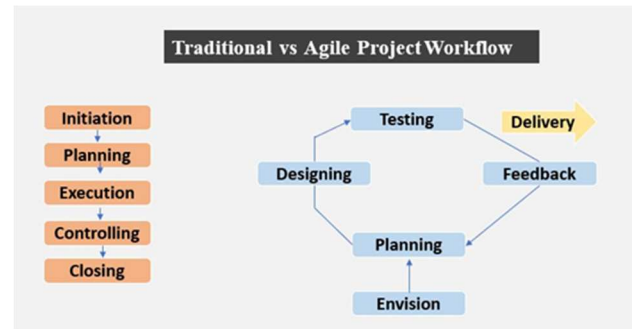 Traditional vs Agile Project Workflow
Initiation
Planning
Execution
Controlling
Closing
Testing
Delivery
Designing
Feedback
Planning
Envision